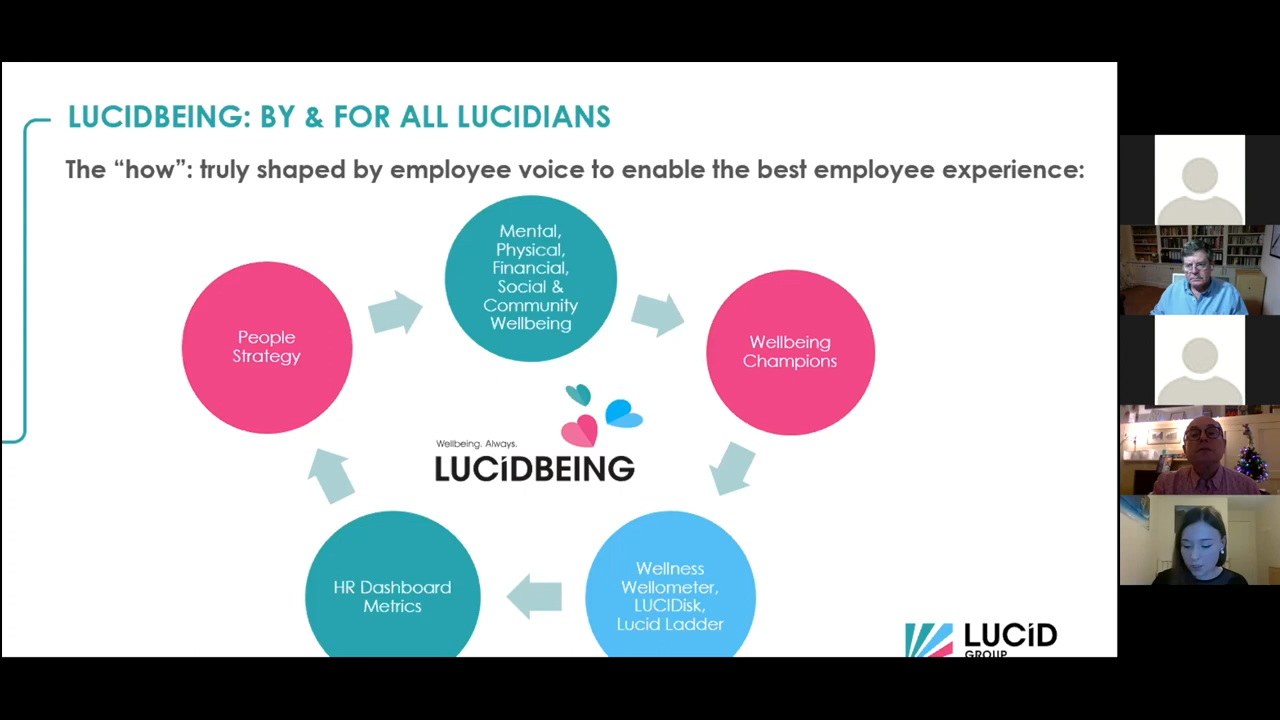 LUCIDBEING: BY & FOR ALL LUCIDIANS
The “how”: truly shaped by employee voice to enable the best employee experience:
Mental,
Physical,
Financial,
Social &
Community
Wellbeing
People
Strategy
Wellbeing
Champions
Wellbeing. Always.
LUCíDBEING
HR Dashboard
Metrics
Wellness
Wellometer,
LUCIDisk,
Lucid Ladder
LUCíD
GROUP